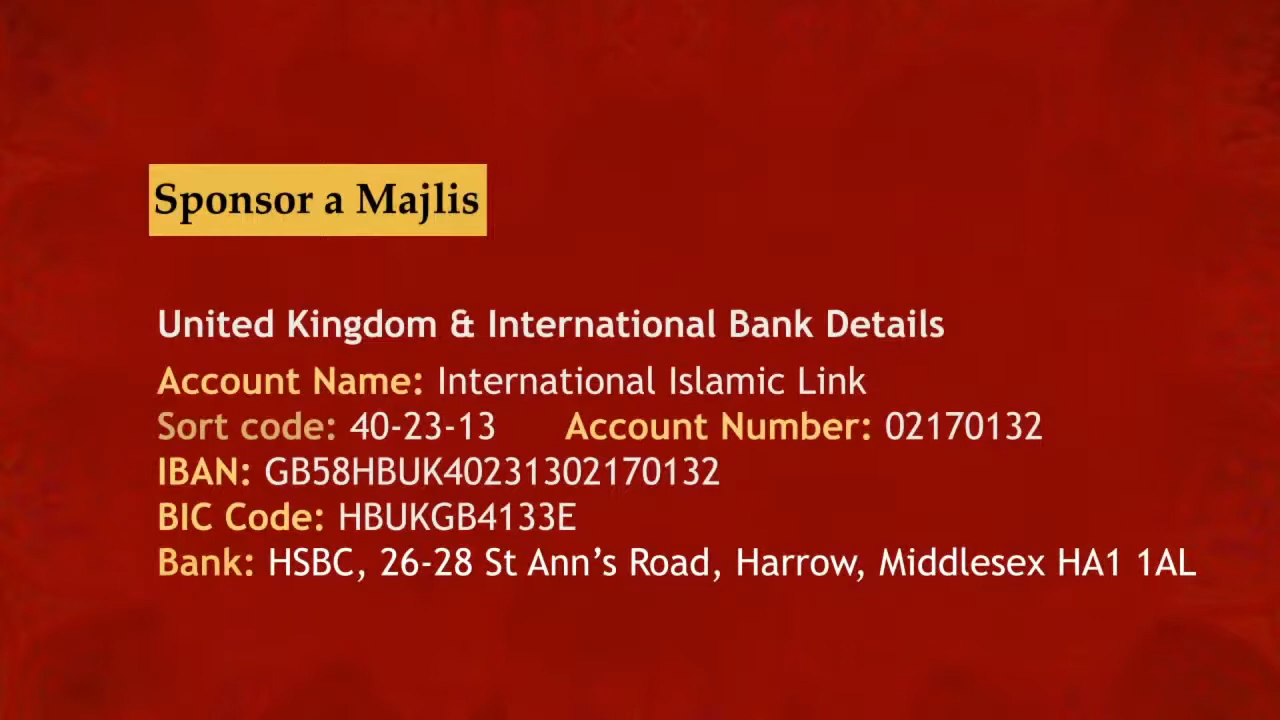 Sponsor a Majlis
United Kingdom & International Bank Details
Account Name: International Islamic Link
Sort code: 40-23-13 Account Number: 02170132
IBAN: GB58HBUK40231302170132
BIC Code: HBUKGB4133E
Bank: HSBC, 26-28 St Ann’s Road, Harrow, Middlesex HA1 1AL